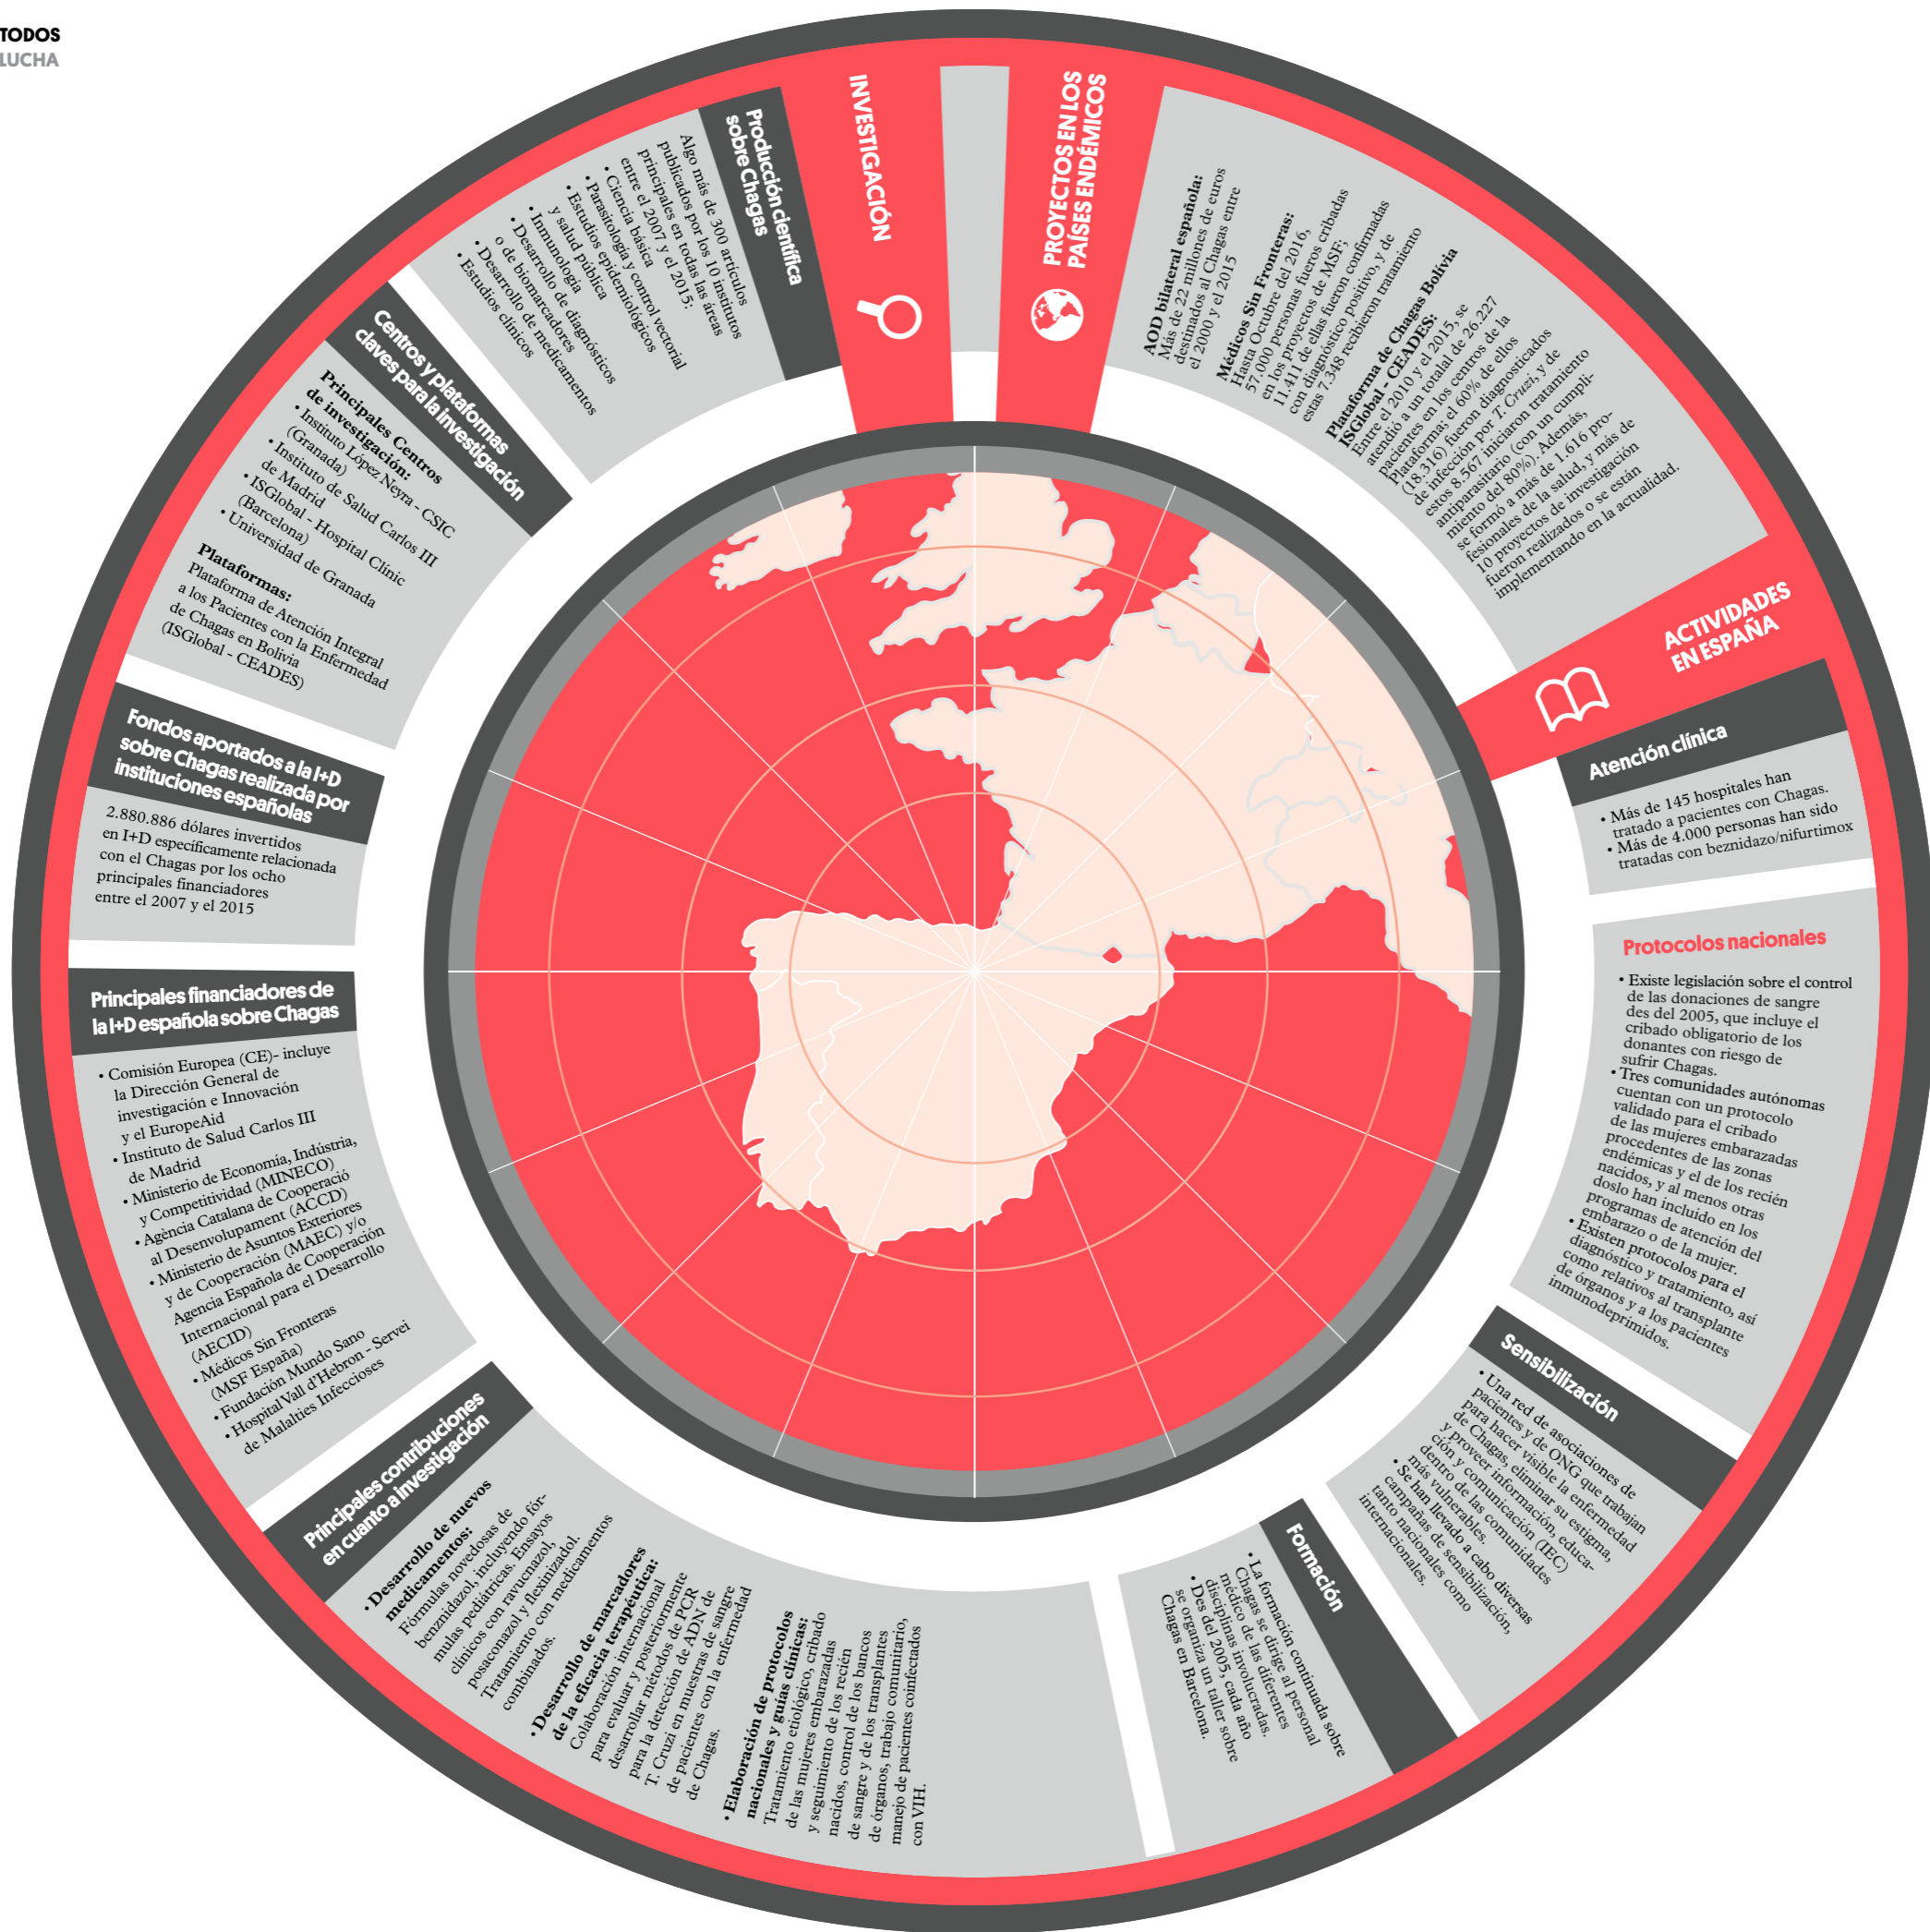 TODOS
LUCHA
PROYECTOS EN LOS
PAÍSES ENDÉMICOS
AOD bilateral española:
Más de 22 millones de euros
destinados al Chagas entre
el 2000 y el 2015
Médicos Sin Fronteras:
Hasta Octubre del 2016,
57.000 personas fueros cribadas
en los proyectos de MSF;
11.411 de ellas fueron confirmadas
con diagnóstico positivo, y de
estas 7.348 recibieron tratamiento
Plataforma de Chagas Bolivia
ISGlobal - CEADES:
Entre el 2010 y el 2015, se
atendió a un totalal de 26.227
pacientes en los centros de la
Plataforma; el 60% de ellos
(18.316) fueron diagnosticados
de infección por T. Cruzi, y de
estos 8.567 iniciaron tratamiento
antiparasitario (con un cumpli-
miento del 80%). Además,
se formó a más de 1.616 pro-
fesionales de la salud, y más de
10 proyectos de investigación
fueron realizados o se están
implementando en la actualidad.
ACTIVIDADES
EN ESPAÑA
Atención clínica
• Más de 145 hospitales han
tratado a pacientes con Chagas.
• Más de 4.000 personas han sido
tratadas con beznidazo/nifurtimox
Protocolos nacionales
• Existe legislación sobre el control
de las donaciones de sangre
des del 2005, que incluye el
cribado obligatorio de los
donantes con riesgo de
sufrir Chagas.
• Tres comunidades autónomas
cuentan con un protocolo
validado para el cribado
de las mujeres embarazadas
procedentes de las zonas
endémicas y el de los recién
nacidos, y al menos otras
doslo han incluído en los
programas de atención del
embarazo o de la mujer.
• Existen protocolos para el
diagnóstico y tratamiento, así
como relativos al transplante
de órganos y a los pacientes
inmunodeprimidos.
Sensibilización
• Una red de asociaciones de
pacientes y de ONG que trabajan
para hacer visible la enfermedad
de Chagas, eliminar su estigma,
y proveer información, educa-
ción y comunicación (IEC)
dentro de las comunidades
más vulnerables.
• Se han llevado a cabo diversas
campañas de sensibilización,
tanto nacionales como
internacionales.
Formación
• La formación continuada sobre
Chagas se dirige al personal
médico de las diferentes
disciplinas involucradas.
• Des del 2005, cada año
se organiza un taller sobre
Chagas en Barcelona.
INVESTIGACIÓN
Producción científica
sobre Chagas
Algo más de 300 artículos
publicados por los 10 institutos
principales en todas las áreas
entre el 2007 y el 2015:
• Ciencia básica
• Parasitología y control vectorial
• Estudios epidemiológicos
y salud pública
• Inmunología
• Desarrollo de diagnósticos
o de biomarcadores
• Desarrollo de medicamentos
• Estudios clínicos
Centros y plataformas
claves para la investigación
Principales Centros
de investigación:
• Instituto López Neyra - CSIC
(Granada)
• Instituto de Salud Carlos III
de Madrid
• ISGlobal - Hospital Clínic
(Barcelona)
• Universidad de Granada
Plataformas:
Plataforma de Atención Integral
a los Pacientes con la Enfermedad
de Chagas en Bolivia
(ISGlobal - CEADES)
Fondos aportados a la I+D
sobre Chagas realizada por
instituciones españolas
2.880.886 dólares invertidos
en I+D específicamente relacionada
con el Chagas por los ocho
principales financiadores
entre el 2007 y el 2015
Principales financiadores de
la I+D española sobre Chagas
• Comisión Europea (CE)- incluye
la Dirección General de
investigación e Innovación
y el EuropeAid
• Instituto de Salud Carlos III
de Madrid
• Ministerio de Economía, Indústria,
y Competitividad (MINECO)
• Agència Catalana de Cooperació
al Desenvolupament (ACCD)
• Ministerio de Asuntos Exteriores
y de Cooperación (MAEC) y/o
Agencia Española de Cooperación
Internacional para el Desarrollo
(AECID)
• Médicos Sin Fronteras
(MSF España)
• Fundación Mundo Sano
• Hospital Vall d'Hebron - Servei
de Malalties Infeccioses
Principales contribuciones
en cuanto a investigación
• Desarrollo de nuevos
medicamentos:
Fórmulas novedosas de
benznidazol, incluyendo fór-
mulas pediátricas. Ensayos
clínicos con ravucnazol,
posaconazol y flexinizadol.
Tratamiento con medicamentos
combinados.
• Desarrollo de marcadores
de la eficacia terapéutica:
Colaboración internacional
para evaluar y posteriormente
desarrollar métodos de PCR
para la detección de ADN de
T. Cruzi en muestras de sangre
de pacientes con la enfermedad
de Chagas.
• Elaboración de protocolos
nacionales y guías clínicas:
Tratamiento etiológico, cribado
de las mujeres embarazadas
y seguimiento de los recién
nacidos, control de los bancos
de sangre y de los transplantes
de órganos, trabajo comunitario,
manejo de pacientes coinfectados
con VIH.